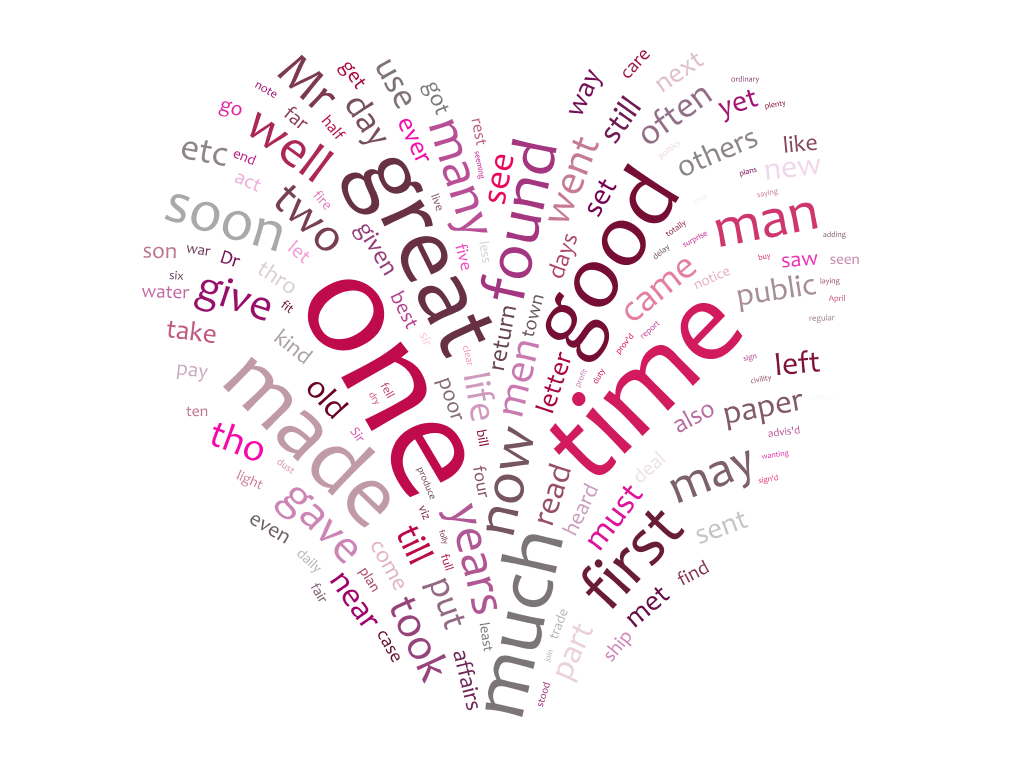 care
next
ordinary
Mr
get
use
way
still
often
yet
plenty
note
go
far
half
day
got
rest
politics
others
like
well
ever
many
see
found
went
set
good
plans
new
etc
end
act
fire
two
great
seeming
live
saying
man
adding
soon
let
given
five
less
days
totally
surprise
delay
came
notice
buy
saw
seen
son
war
Dr
six
thro
fit
water
give
one
best
sir
return
town
public
laying
April
regular
take
kind
clear
men
prov'd
report
time
sign
left
pay
made
old
fell
dry
poor
life
letter
profit
duty
civility
ten
tho
Sir
bill
now
also
paper
advis'd
light
dust
produce
four
read
heard
deal
must
may
wanting
sign'd
even
gave
viz
years
much
first
sent
daily
come
till
folly
full
fair
plan
near
put
find
met
case
took
least
trade
part
ship
affairs
join
stood